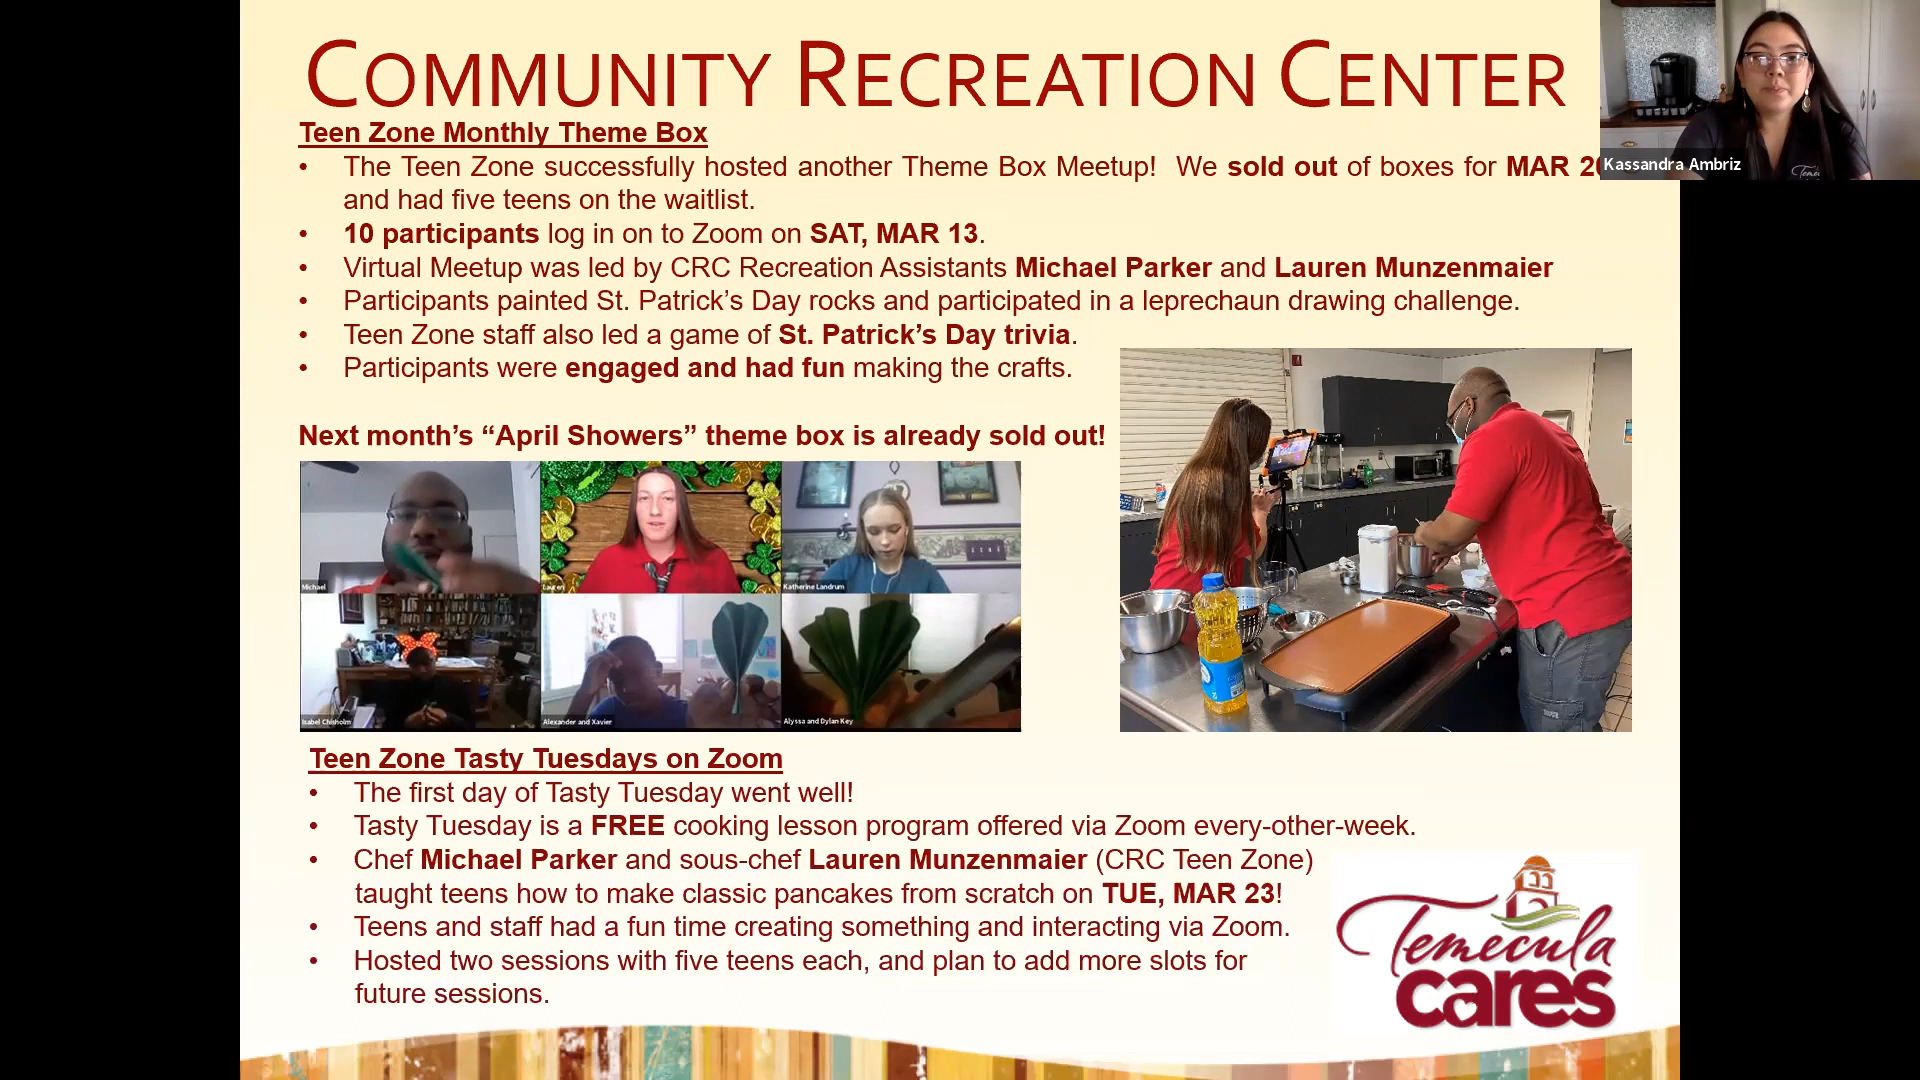 COMMUNITY RECREATION CENTER
Kassandra Ambriz
Teen Zone Monthly Theme Box
• The Teen Zone successfully hosted another Theme Box Meetup! We sold out of boxes for MAR
and had five teens on the waitlist.
• 10 participants log in on to Zoom on SAT, MAR 13.
• Virtual Meetup was led by CRC Recreation Assistants Michael Parker and Lauren Munzenmaier
• Participants painted St. Patrick’s Day rocks and participated in a leprechaun drawing challenge.
• Teen Zone staff also led a game of St. Patrick’s Day trivia.
• Participants were engaged and had fun making the crafts.
Next month’s “April Showers” theme box is already sold out!
Michael
Lauren
Katherine Landrum
Isabel Chisholm
Alexander and Xavier
Alyssa and Dylan Key
Teen Zone Tasty Tuesdays on Zoom
• The first day of Tasty Tuesday went well!
• Tasty Tuesday is a FREE cooking lesson program offered via Zoom every-other-week.
• Chef Michael Parker and sous-chef Lauren Munzenmaier (CRC Teen Zone)
taught teens how to make classic pancakes from scratch on TUE, MAR 23!
• Teens and staff had a fun time creating something and interacting via Zoom.
• Hosted two sessions with five teens each, and plan to add more slots for
future sessions.
Temecula
cares